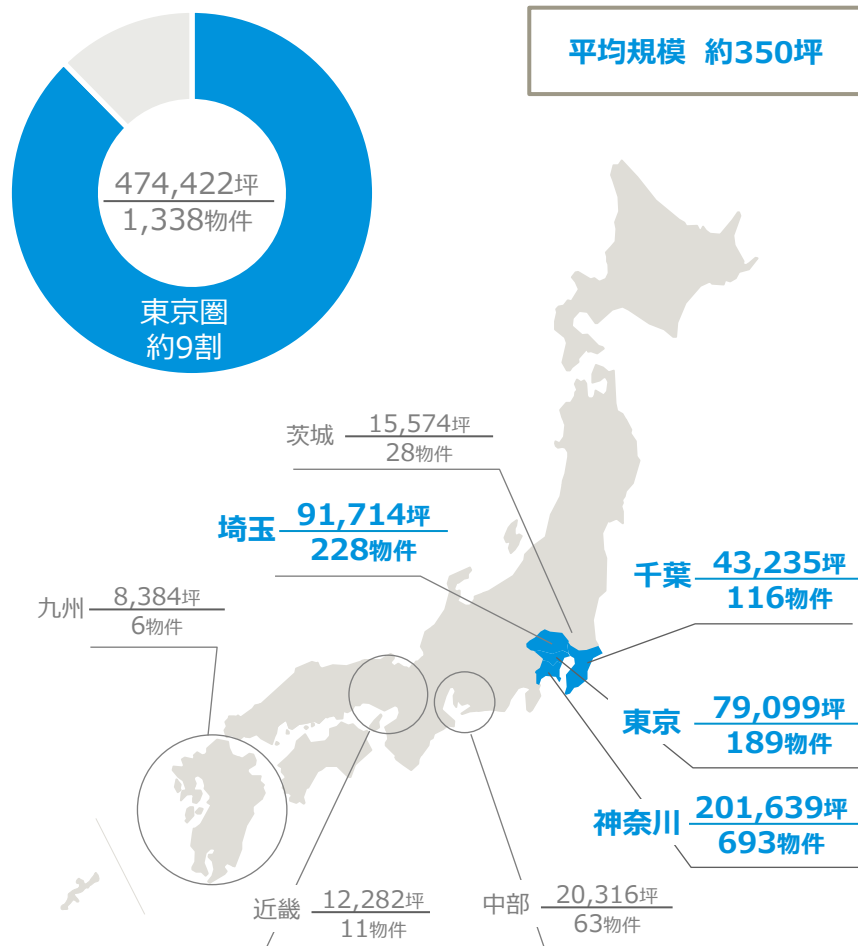 平均規模 約350坪
474,422坪
1,338物件
東京圏
約9割
茨城
15,574坪
28物件
埼玉
91,714坪
228物件
千葉
43,235坪
116物件
九州
8,384坪
6物件
東京
79,099坪
189物件
神奈川
201,639坪
693物件
近畿
12,282坪
11物件
中部
20,316坪
63物件